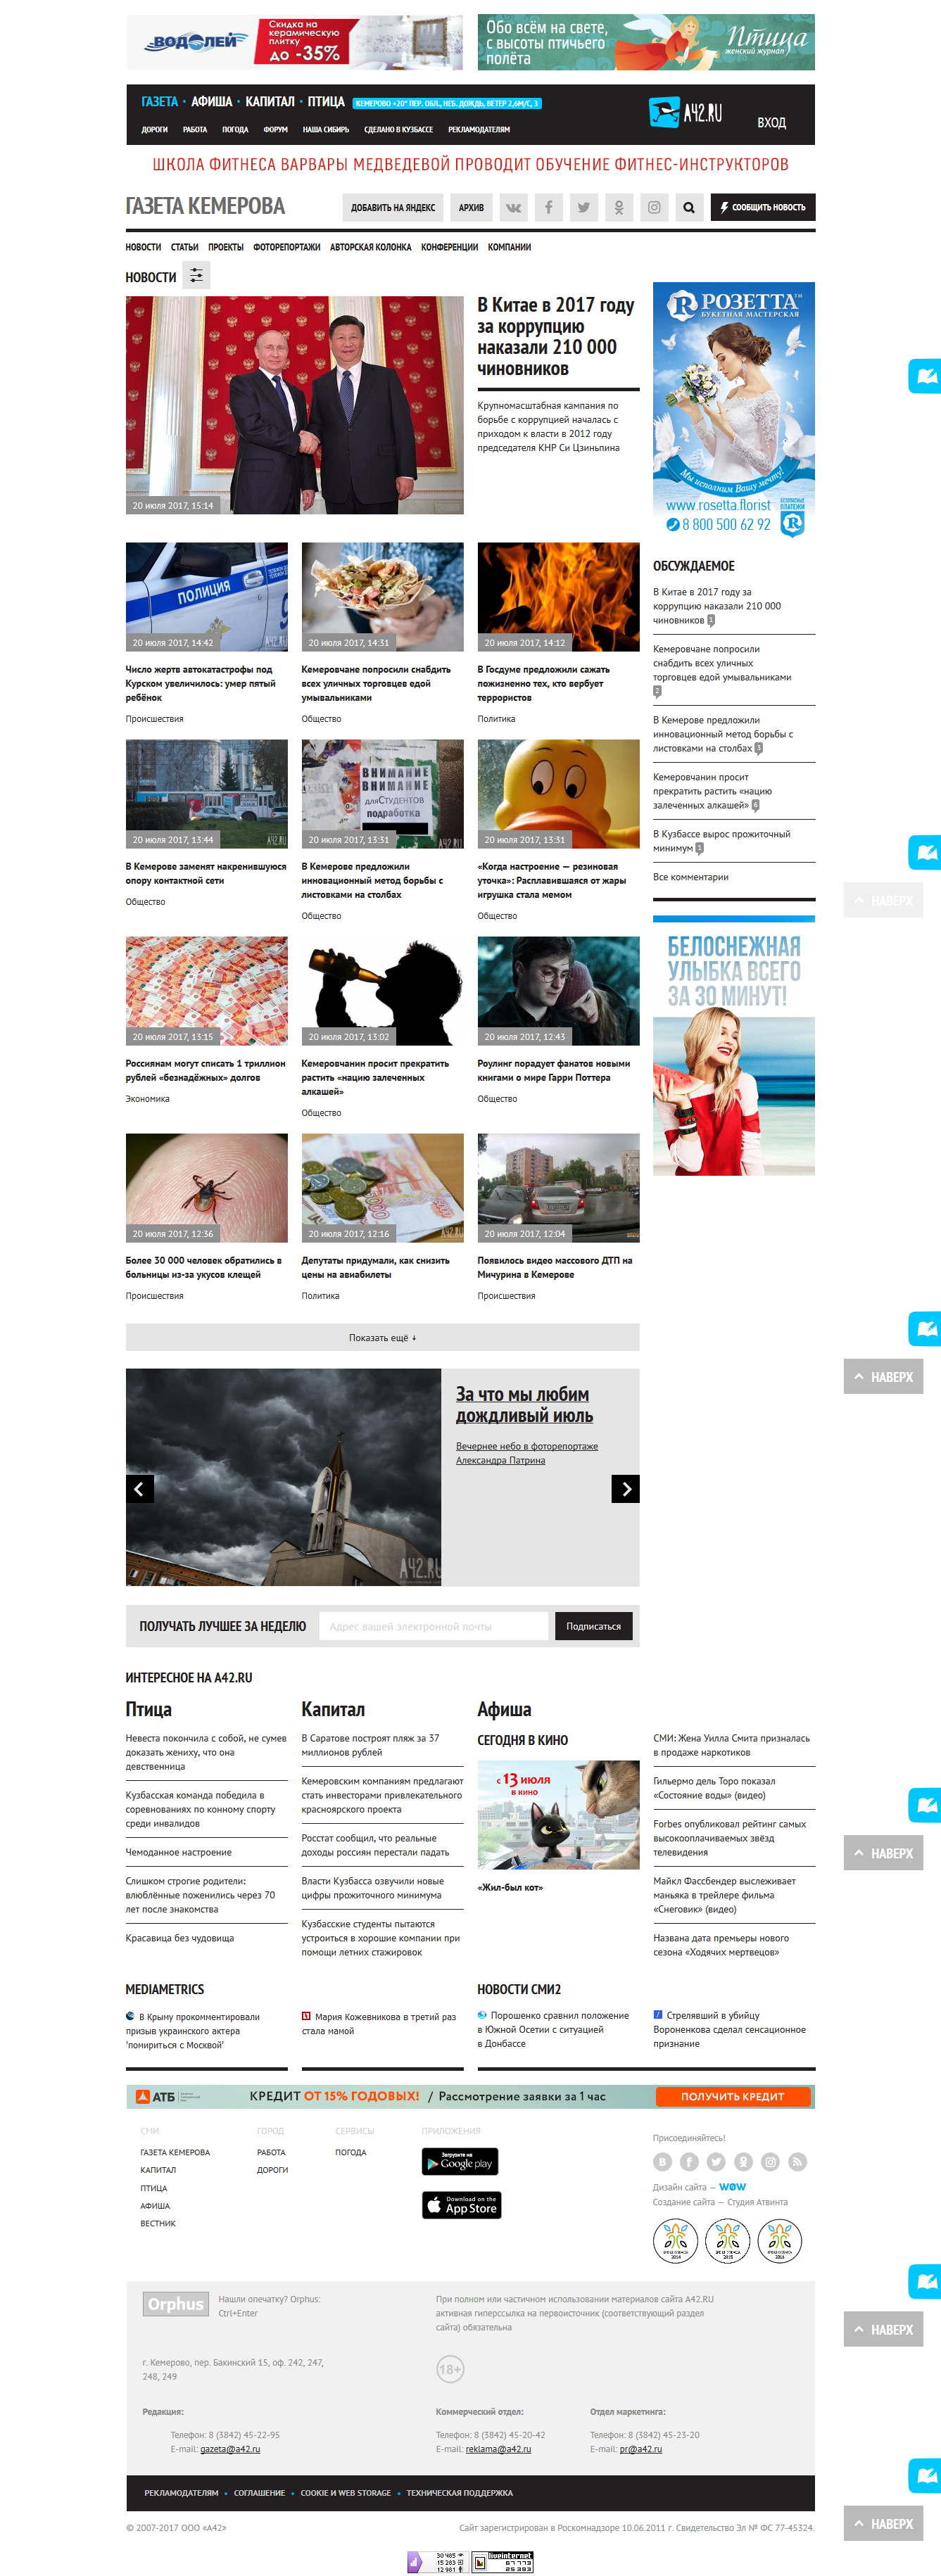 ВОДОЛЕЙ
Скидка на
керамическую
плитку
до -35%
Обо всём на свете,
с высоты птичьего
полёта
Птица
женский журнал
ГАЗЕТА • АФИША • КАПИТАЛ • ПТИЦА
КЕМЕРОВО +20° ПЕР. ОБЛ., НЕБ. ДОЖДЬ, ВЕТЕР 2,6М/С, З
A42.RU
ВХОД
ДОРОГИ РАБОТА ПОГОДА ФОРУМ НАША СИБИРЬ СДЕЛАНО В КУЗБАССЕ РЕКЛАМОДАТЕЛЯМ
ШКОЛА ФИТНЕСА ВАРВАРЫ МЕДВЕДЕВОЙ ПРОВОДИТ ОБУЧЕНИЕ ФИТНЕС-ИНСТРУКТОРОВ
ГАЗЕТА КЕМЕРОВА
ДОБАВИТЬ НА ЯНДЕКС
АРХИВ
СООБЩИТЬ НОВОСТЬ
НОВОСТИ СТАТЬИ ПРОЕКТЫ ФОТОРЕПОРТАЖИ АВТОРСКАЯ КОЛОНКА КОНФЕРЕНЦИИ КОМПАНИИ
НОВОСТИ
20 июля 2017, 15:14
В Китае в 2017 году
за коррупцию
наказали 210 000
чиновников
Крупномасштабная кампания по
борьбе с коррупцией началась с
приходом к власти в 2012 году
председателя КНР Си Цзиньпина
РОЗЕТТА
БУКЕТНАЯ МАСТЕРСКАЯ
Мы исполним Вашу мечту!
www.rosetta.florist
8 800 500 62 92
БЕЗОПАСНЫЕ
ПЛАТЕЖИ
ПОЛИЦИЯ
20 июля 2017, 14:42
Число жертв автокатастрофы под
Курском увеличилось: умер пятый
ребёнок
Происшествия
20 июля 2017, 14:31
Кемеровчане попросили снабдить
всех уличных торговцев едой
умывальниками
Общество
20 июля 2017, 14:12
В Госдуме предложили сажать
пожизненно тех, кто вербует
террористов
Политика
20 июля 2017, 13:44
В Кемерове заменят накренившуюся
опору контактной сети
Общество
ВНИМАНИЕ
ВНИМАНИЕ
для Студентов
подработка
20 июля 2017, 13:31
В Кемерове предложили
инновационный метод борьбы с
листовками на столбах
Общество
20 июля 2017, 13:31
«Когда настроение — резиновая
уточка»: Расплавившаяся от жары
игрушка стала мемом
Общество
20 июля 2017, 13:15
Россиянам могут списать 1 триллион
рублей «безнадёжных» долгов
Экономика
20 июля 2017, 13:02
Кемеровчанин просит прекратить
растить «нацию залеченных
алкашей»
Общество
20 июля 2017, 12:43
Роулинг порадует фанатов новыми
книгами о мире Гарри Поттера
Общество
20 июля 2017, 12:36
Более 30 000 человек обратились в
больницы из-за укусов клещей
Происшествия
20 июля 2017, 12:16
Депутаты придумали, как снизить
цены на авиабилеты
Политика
20 июля 2017, 12:04
Появилось видео массового ДТП на
Мичурина в Кемерове
Происшествия
ОБСУЖДАЕМОЕ
В Китае в 2017 году за
коррупцию наказали 210 000
чиновников 1
Кемеровчане попросили
снабдить всех уличных
торговцев едой умывальниками
2
В Кемерове предложили
инновационный метод борьбы с
листовками на столбах 3
Кемеровчанин просит
прекратить растить «нацию
залеченных алкашей» 6
В Кузбассе вырос прожиточный
минимум 1
Все комментарии
НАВЕРХ
БЕЛОСНЕЖНАЯ
УЛЫБКА ВСЕГО
ЗА 30 МИНУТ!
Показать ещё ↓
НАВЕРХ
A42.RU
За что мы любим
дождливый июль
Вечернее небо в фоторепортаже
Александра Патрина
ПОЛУЧАТЬ ЛУЧШЕЕ ЗА НЕДЕЛЮ
Адрес вашей электронной почты
Подписаться
ИНТЕРЕСНОЕ НА A42.RU
Птица
Невеста покончила с собой, не сумев
доказать жениху, что она
девственница
Кузбасская команда победила в
соревнованиях по конному спорту
среди инвалидов
Чемоданное настроение
Слишком строгие родители:
влюблённые поженились через 70
лет после знакомства
Красавица без чудовища
Капитал
В Саратове построят пляж за 37
миллионов рублей
Кемеровским компаниям предлагают
стать инвесторами привлекательного
красноярского проекта
Росстат сообщил, что реальные
доходы россиян перестали падать
Власти Кузбасса озвучили новые
цифры прожиточного минимума
Кузбасские студенты пытаются
устроиться в хорошие компании при
помощи летних стажировок
Афиша
СЕГОДНЯ В КИНО
с 13 июля
в кино
«Жил-был кот»
СМИ: Жена Уилла Смита призналась
в продаже наркотиков
Гильермо дель Торо показал
«Состояние воды» (видео)
Forbes опубликовал рейтинг самых
высокооплачиваемых звёзд
телевидения
Майкл Фассбендер выслеживает
маньяка в трейлере фильма
«Снеговик» (видео)
Названа дата премьеры нового
сезона «Ходячих мертвецов»
НАВЕРХ
MEDIAMETRICS
В Крыму прокомментировали
призыв украинского актера
"помириться с Москвой"
Мария Кожевникова в третий раз
стала мамой
НОВОСТИ СМИ2
Порошенко сравнил положение
в Южной Осетии с ситуацией
в Донбассе
Стрелявший в убийцу
Вороненкова сделал сенсационное
признание
АТБ
КРЕДИТ ОТ 15% ГОДОВЫХ! / Рассмотрение заявки за 1 час
ПОЛУЧИТЬ КРЕДИТ
СМИ
ГАЗЕТА КЕМЕРОВА
КАПИТАЛ
ПТИЦА
АФИША
ВЕСТНИК
ГОРОД
РАБОТА
ДОРОГИ
СЕРВИСЫ
ПОГОДА
ПРИЛОЖЕНИЯ
Загрузите на
Google play
Download on the
App Store
Присоединяйтесь!
Дизайн сайта — WOW
Создание сайта — Студия Атвинта
2014
2015
2016
Orphus
Нашли опечатку? Orphus:
Ctrl+Enter
При полном или частичном использовании материалов сайта A42.RU
активная гиперссылка на первоисточник (соответствующий раздел
сайта) обязательна
НАВЕРХ
г. Кемерово, пер. Бакинский 15, оф. 242, 247,
248, 249
18+
Редакция:
Телефон: 8 (3842) 45-22-95
E-mail: gazeta@a42.ru
Коммерческий отдел:
Телефон: 8 (3842) 45-20-42
E-mail: reklama@a42.ru
Отдел маркетинга:
Телефон: 8 (3842) 45-23-20
E-mail: pr@a42.ru
РЕКЛАМОДАТЕЛЯМ • СОГЛАШЕНИЕ • COOKIE И WEB STORAGE • ТЕХНИЧЕСКАЯ ПОДДЕРЖКА
НАВЕРХ
© 2007-2017 ООО «А42»
Сайт зарегистрирован в Роскомнадзоре 10.06.2011 г. Свидетельство Эл № ФС 77-45324.
30 485
15 283
12 981
liveinternet
67 773
25 393